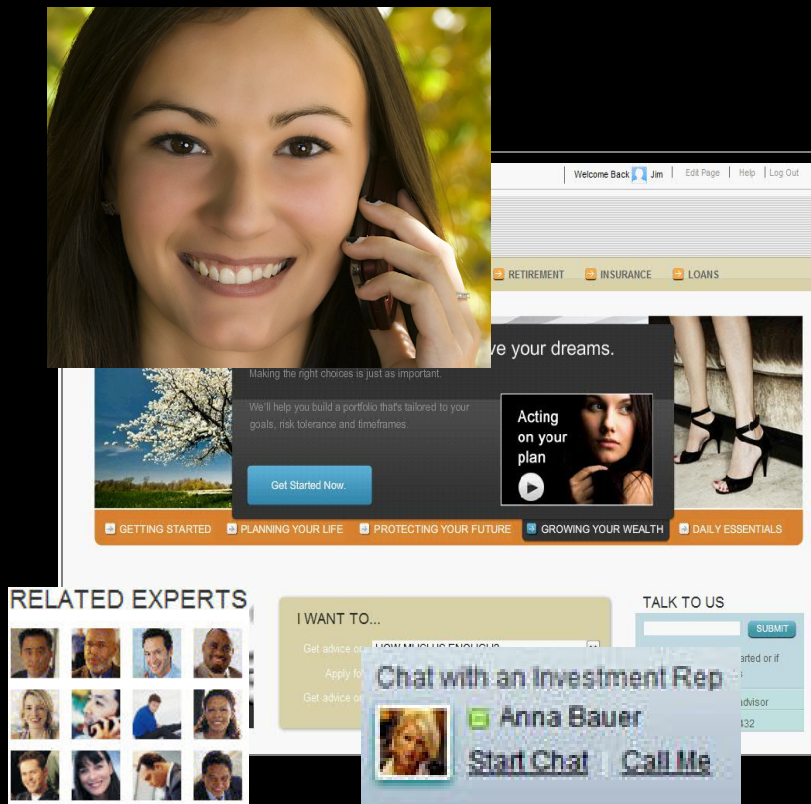 Welcome Back Jim | Edit Page | Help | Log Out
RETIREMENT INSURANCE LOANS
ve your dreams.
Making the right choices is just as important.
We'll help you build a portfolio that's tailored to your
goals, risk tolerance and timeframes.
Acting
on your
plan
Get Started Now.
GETTING STARTED PLANNING YOUR LIFE PROTECTING YOUR FUTURE GROWING YOUR WEALTH DAILY ESSENTIALS
RELATED EXPERTS
I WANT TO...
Get advice o
HOW MUCH IS ENOUGH?
Apply fo
Get advice o
TALK TO US
SUBMIT
arted or if
advisor
432
Chat with an Investment Rep
Anna Bauer
Start Chat | Call Me